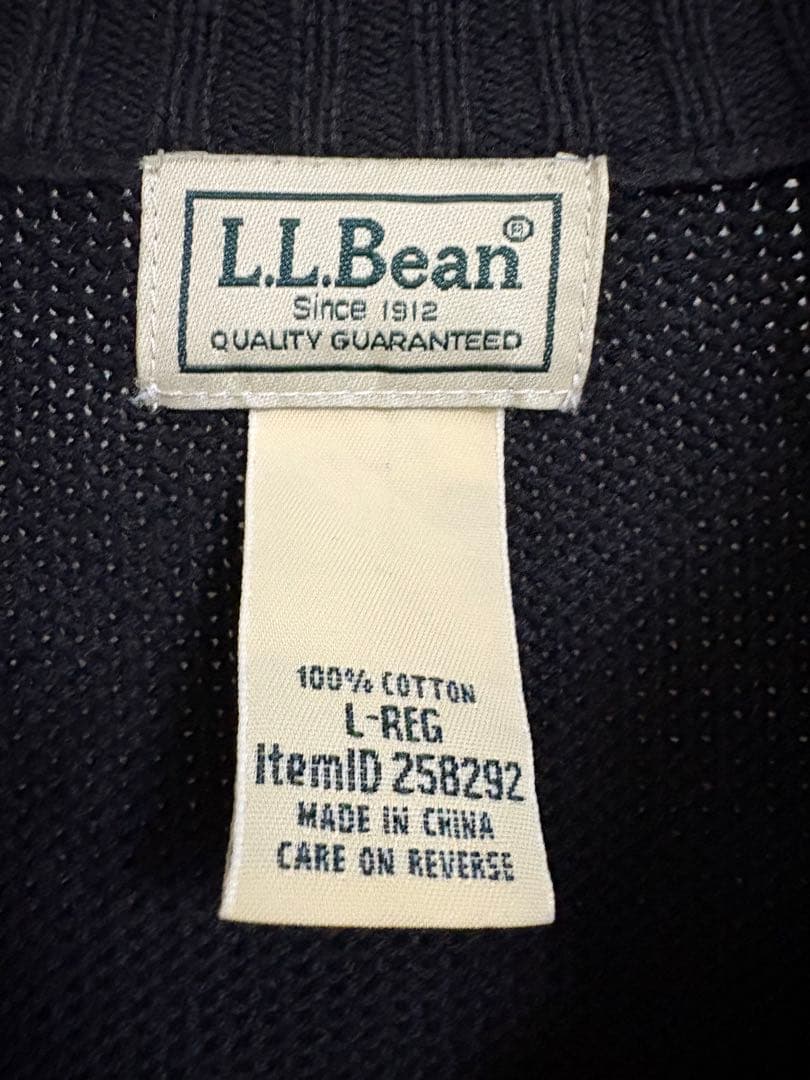 L.L.Bean®
Since 1912
QUALITY GUARANTEED
100% COTTON
L-REG
ItemID 258292
MADE IN CHINA
CARE ON REVERSE